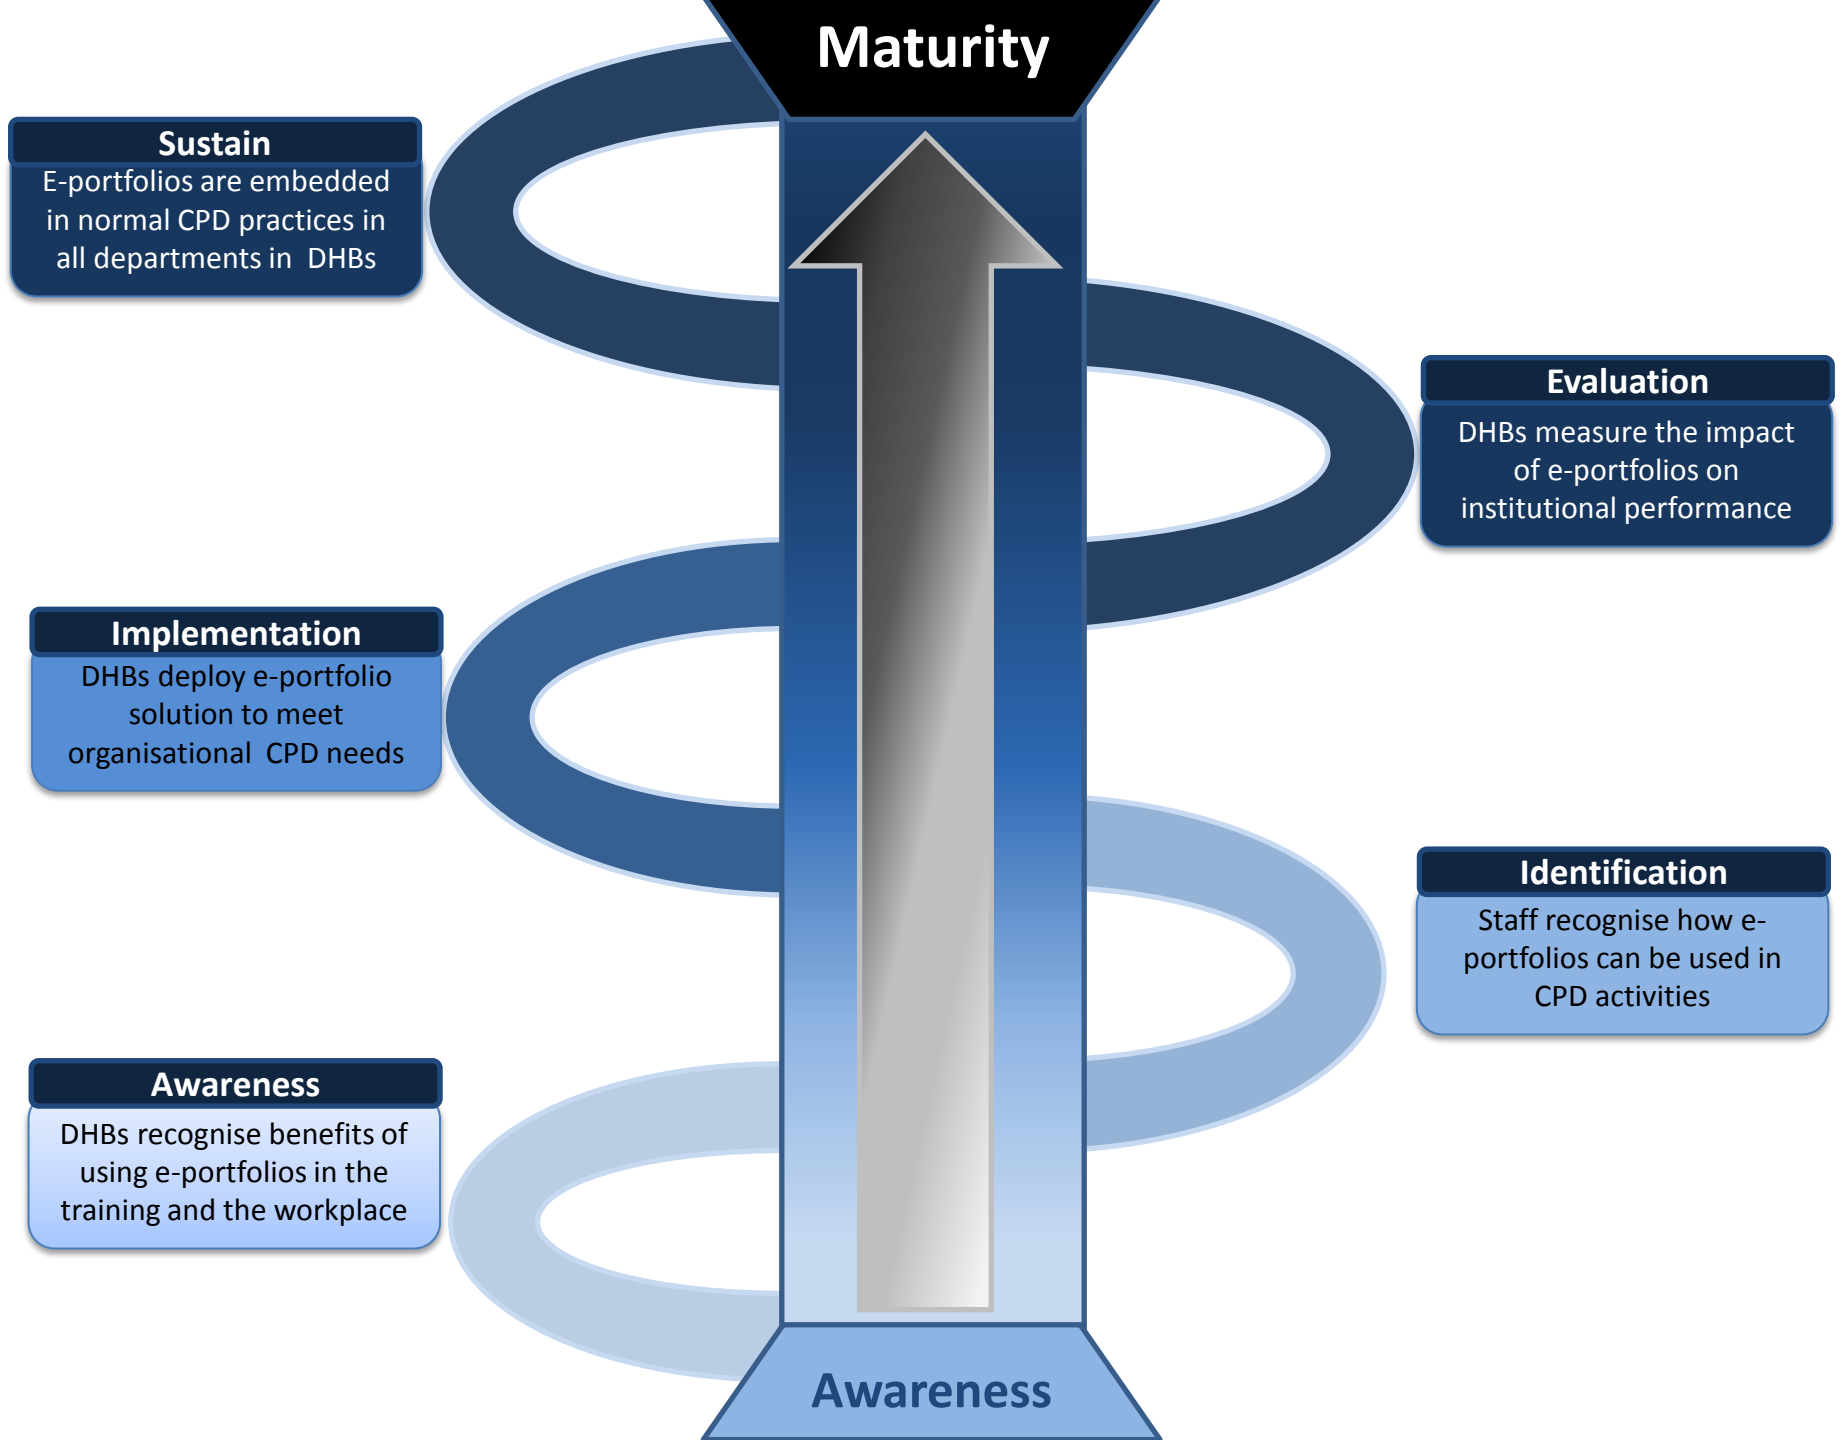 Maturity
Sustain
E-portfolios are embedded
in normal CPD practices in
all departments in DHBs
Evaluation
DHBs measure the impact
of e-portfolios on
institutional performance
Implementation
DHBs deploy e-portfolio
solution to meet
organisational CPD needs
Identification
Staff recognise how e-
portfolios can be used in
CPD activities
Awareness
DHBs recognise benefits of
using e-portfolios in the
training and the workplace
Awareness